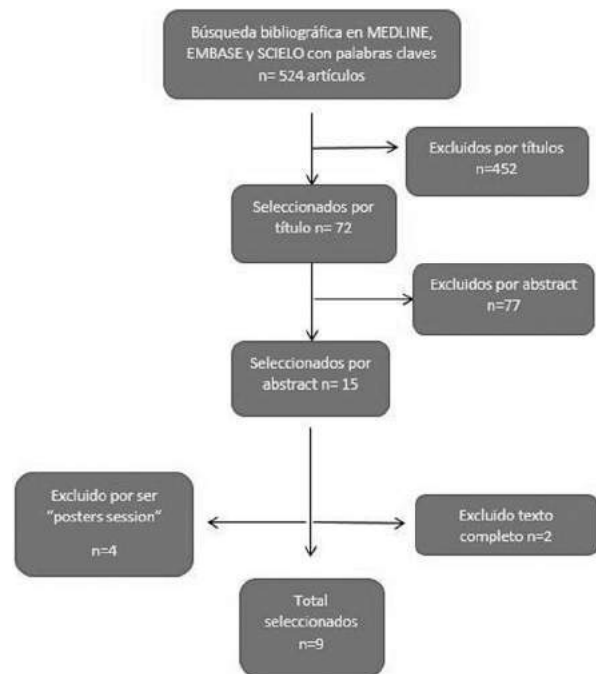 Búsqueda bibliográfica en MEDLINE,
EMBASE y SCIELO con palabras claves
n= 524 artículos
Excluidos por títulos
n=452
Seleccionados por
título n= 72
Excluidos por abstract
n=77
Seleccionados por
abstract n= 15
Excluido por ser
"posters session"
n=4
Excluido texto
completo n=2
Total
seleccionados
n=9